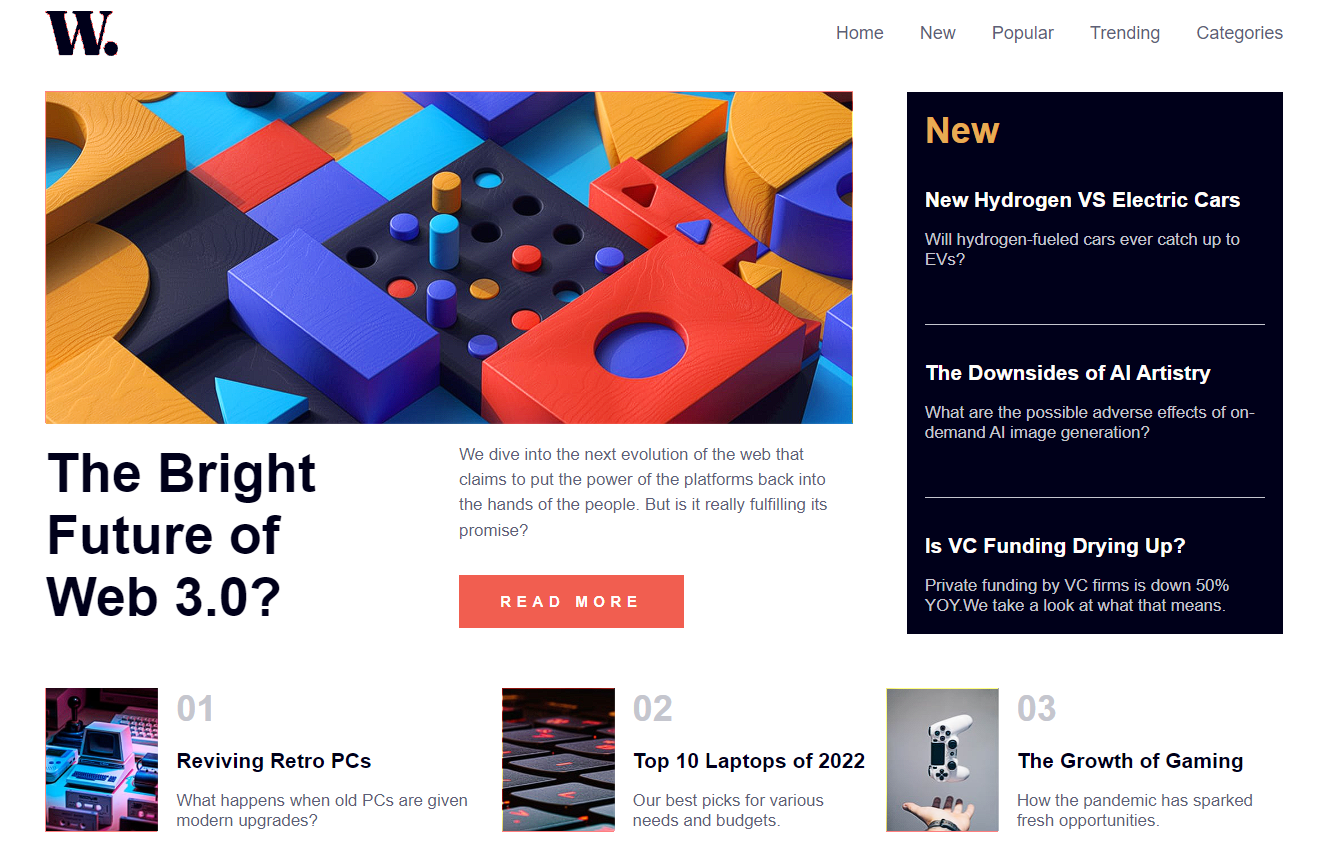 W.
Home New Popular Trending Categories
The Bright
Future of
Web 3.0?
We dive into the next evolution of the web that
claims to put the power of the platforms back into
the hands of the people. But is it really fulfilling its
promise?
READ MORE
New
New Hydrogen VS Electric Cars
Will hydrogen-fueled cars ever catch up to
EVs?
The Downsides of AI Artistry
What are the possible adverse effects of on-
demand AI image generation?
Is VC Funding Drying Up?
Private funding by VC firms is down 50%
YOY.We take a look at what that means.
01
Reviving Retro PCs
What happens when old PCs are given
modern upgrades?
02
Top 10 Laptops of 2022
Our best picks for various
needs and budgets.
03
The Growth of Gaming
How the pandemic has sparked
fresh opportunities.